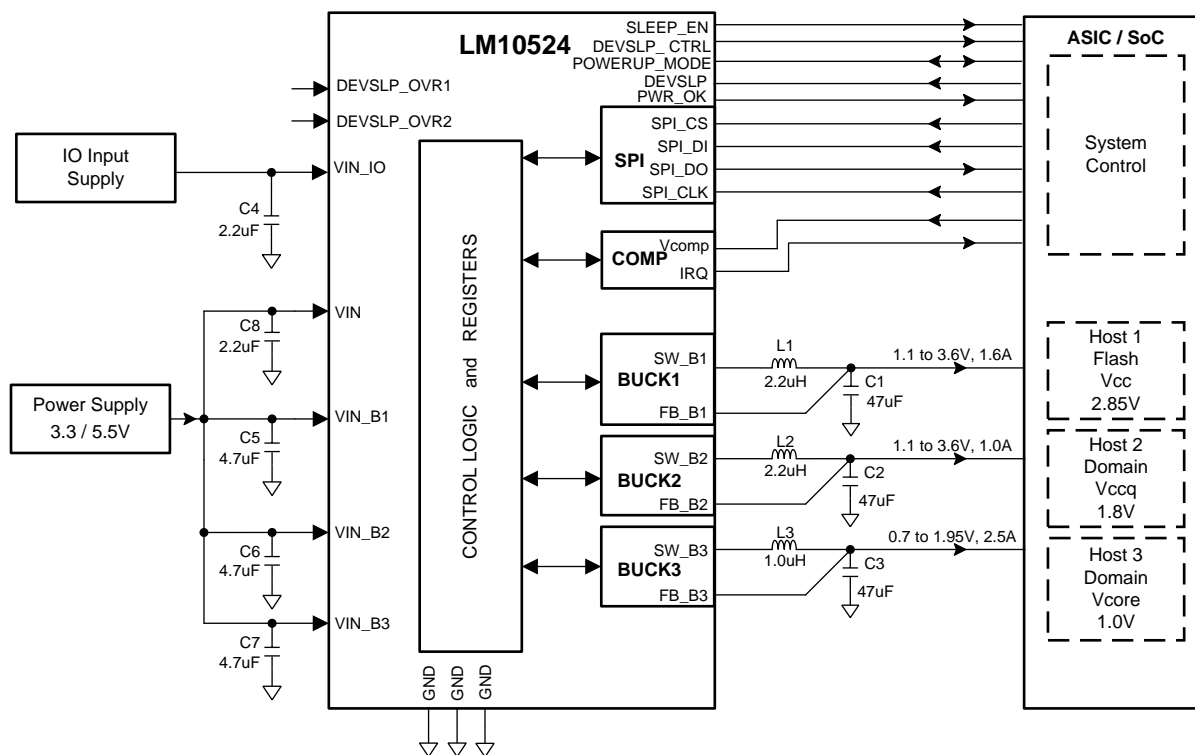 LM10524
SLEEP_EN
DEVSLP_ CTRL
POWERUP_MODE
DEVSLP
PWR_OK
DEVSLP_OVR1
DEVSLP_OVR2
IO Input
Supply
VIN_IO
C4
2.2uF
SPI
SPI_CS
SPI_DI
SPI_DO
SPI_CLK
COMP
Vcomp
IRQ
CONTROL LOGIC and REGISTERS
Power Supply
3.3 / 5.5V
VIN
C8
2.2uF
VIN_B1
C5
4.7uF
VIN_B2
C6
4.7uF
VIN_B3
C7
4.7uF
BUCK1
SW_B1
FB_B1
L1
2.2uH
C1
47uF
1.1 to 3.6V, 1.6A
BUCK2
SW_B2
FB_B2
L2
2.2uH
C2
47uF
1.1 to 3.6V, 1.0A
BUCK3
SW_B3
FB_B3
L3
1.0uH
C3
47uF
0.7 to 1.95V, 2.5A
GND
GND
GND
ASIC / SoC
System
Control
Host 1
Flash
Vcc
2.85V
Host 2
Domain
Vccq
1.8V
Host 3
Domain
Vcore
1.0V